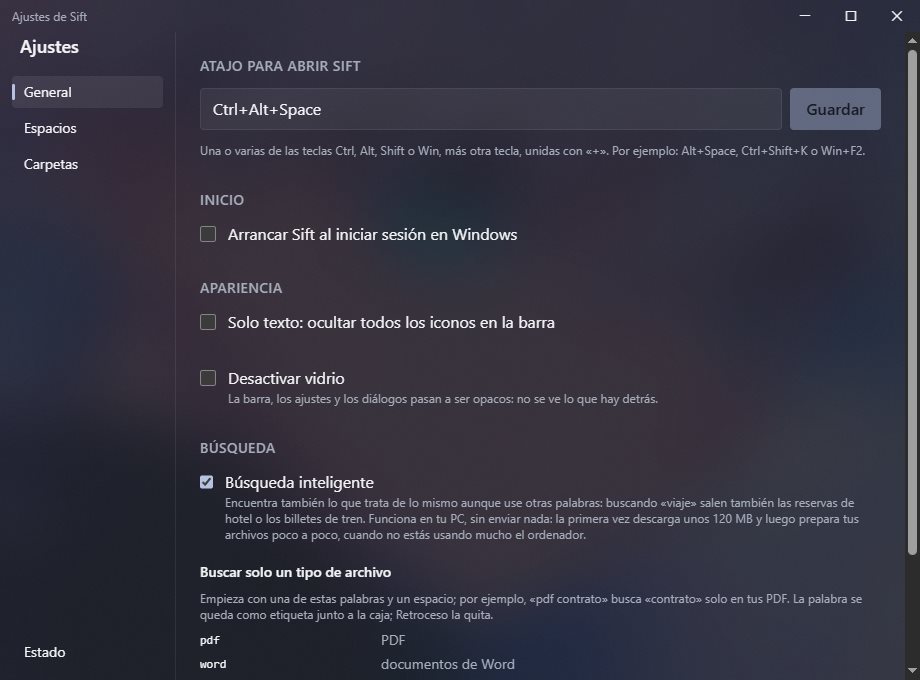 Ajustes de Sift
Ajustes
General
Espacios
Carpetas
Estado
ATAJO PARA ABRIR SIFT
Ctrl+Alt+Space
Guardar
Una o varias de las teclas Ctrl, Alt, Shift o Win, más otra tecla, unidas con «+». Por ejemplo: Alt+Space, Ctrl+Shift+K o Win+F2.
INICIO
Arrancar Sift al iniciar sesión en Windows
APARIENCIA
Solo texto: ocultar todos los iconos en la barra
Desactivar vidrio
La barra, los ajustes y los diálogos pasan a ser opacos: no se ve lo que hay detrás.
BÚSQUEDA
Búsqueda inteligente
Encuentra también lo que trata de lo mismo aunque use otras palabras: buscando «viaje» salen también las reservas de
hotel o los billetes de tren. Funciona en tu PC, sin enviar nada: la primera vez descarga unos 120 MB y luego prepara tus
archivos poco a poco, cuando no estás usando mucho el ordenador.
Buscar solo un tipo de archivo
Empieza con una de estas palabras y un espacio; por ejemplo, «pdf contrato» busca «contrato» solo en tus PDF. La palabra se
queda como etiqueta junto a la caja; Retroceso la quita.
pdf PDF
word documentos de Word